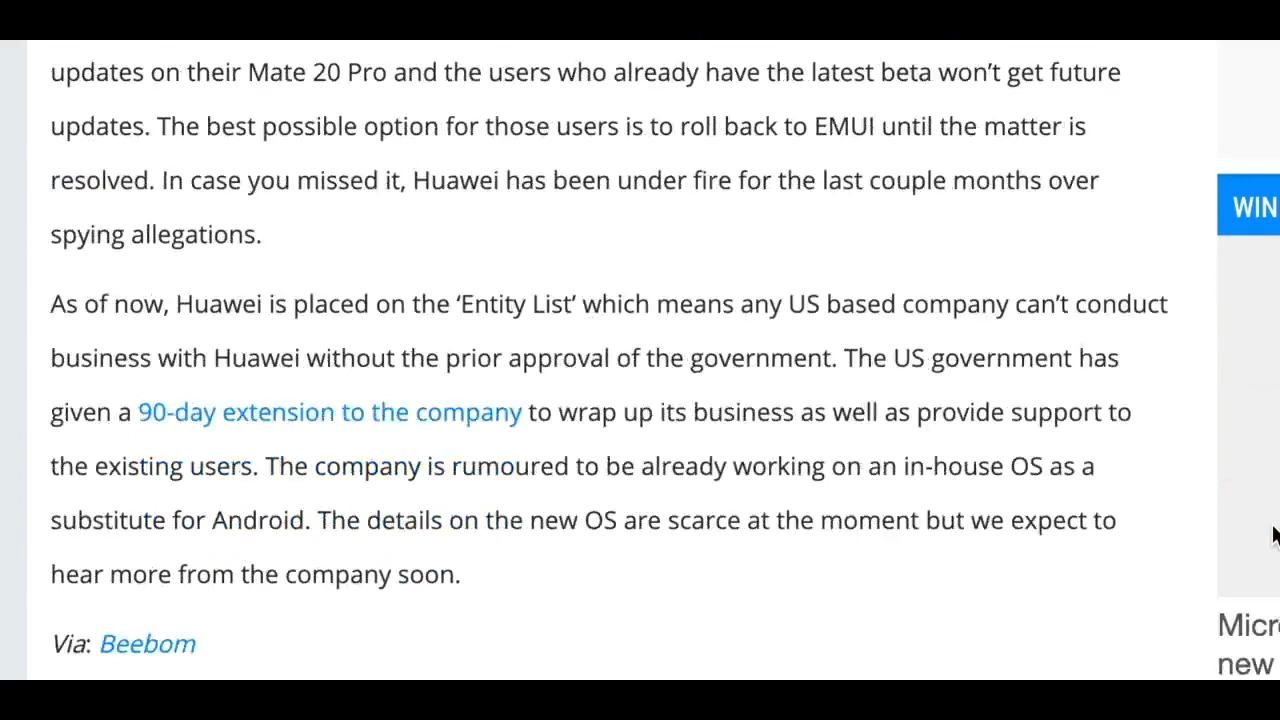 updates on their Mate 20 Pro and the users who already have the latest beta won't get future
updates. The best possible option for those users is to roll back to EMUI until the matter is
resolved. In case you missed it, Huawei has been under fire for the last couple months over
spying allegations.
As of now, Huawei is placed on the ‘Entity List’ which means any US based company can't conduct
business with Huawei without the prior approval of the government. The US government has
given a 90-day extension to the company to wrap up its business as well as provide support to
the existing users. The company is rumoured to be already working on an in-house OS as a
substitute for Android. The details on the new OS are scarce at the moment but we expect to
hear more from the company soon.
Via: Beebom
WIN
new